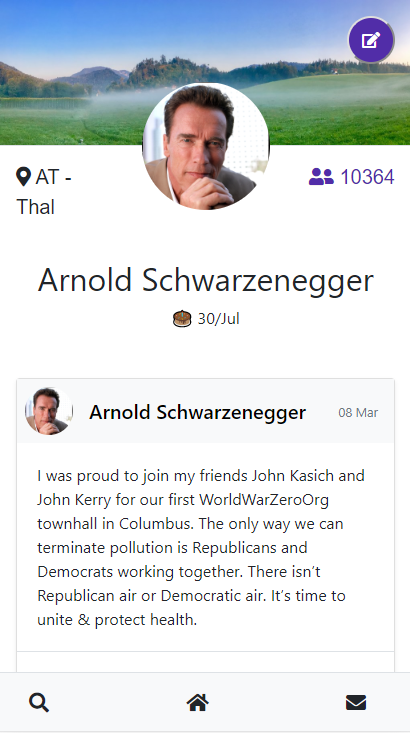 AT -
Thal
10364
Arnold Schwarzenegger
30/Jul
Arnold Schwarzenegger
08 Mar
I was proud to join my friends John Kasich and
John Kerry for our first WorldWarZeroOrg
townhall in Columbus. The only way we can
terminate pollution is Republicans and
Democrats working together. There isn’t
Republican air or Democratic air. It’s time to
unite & protect health.